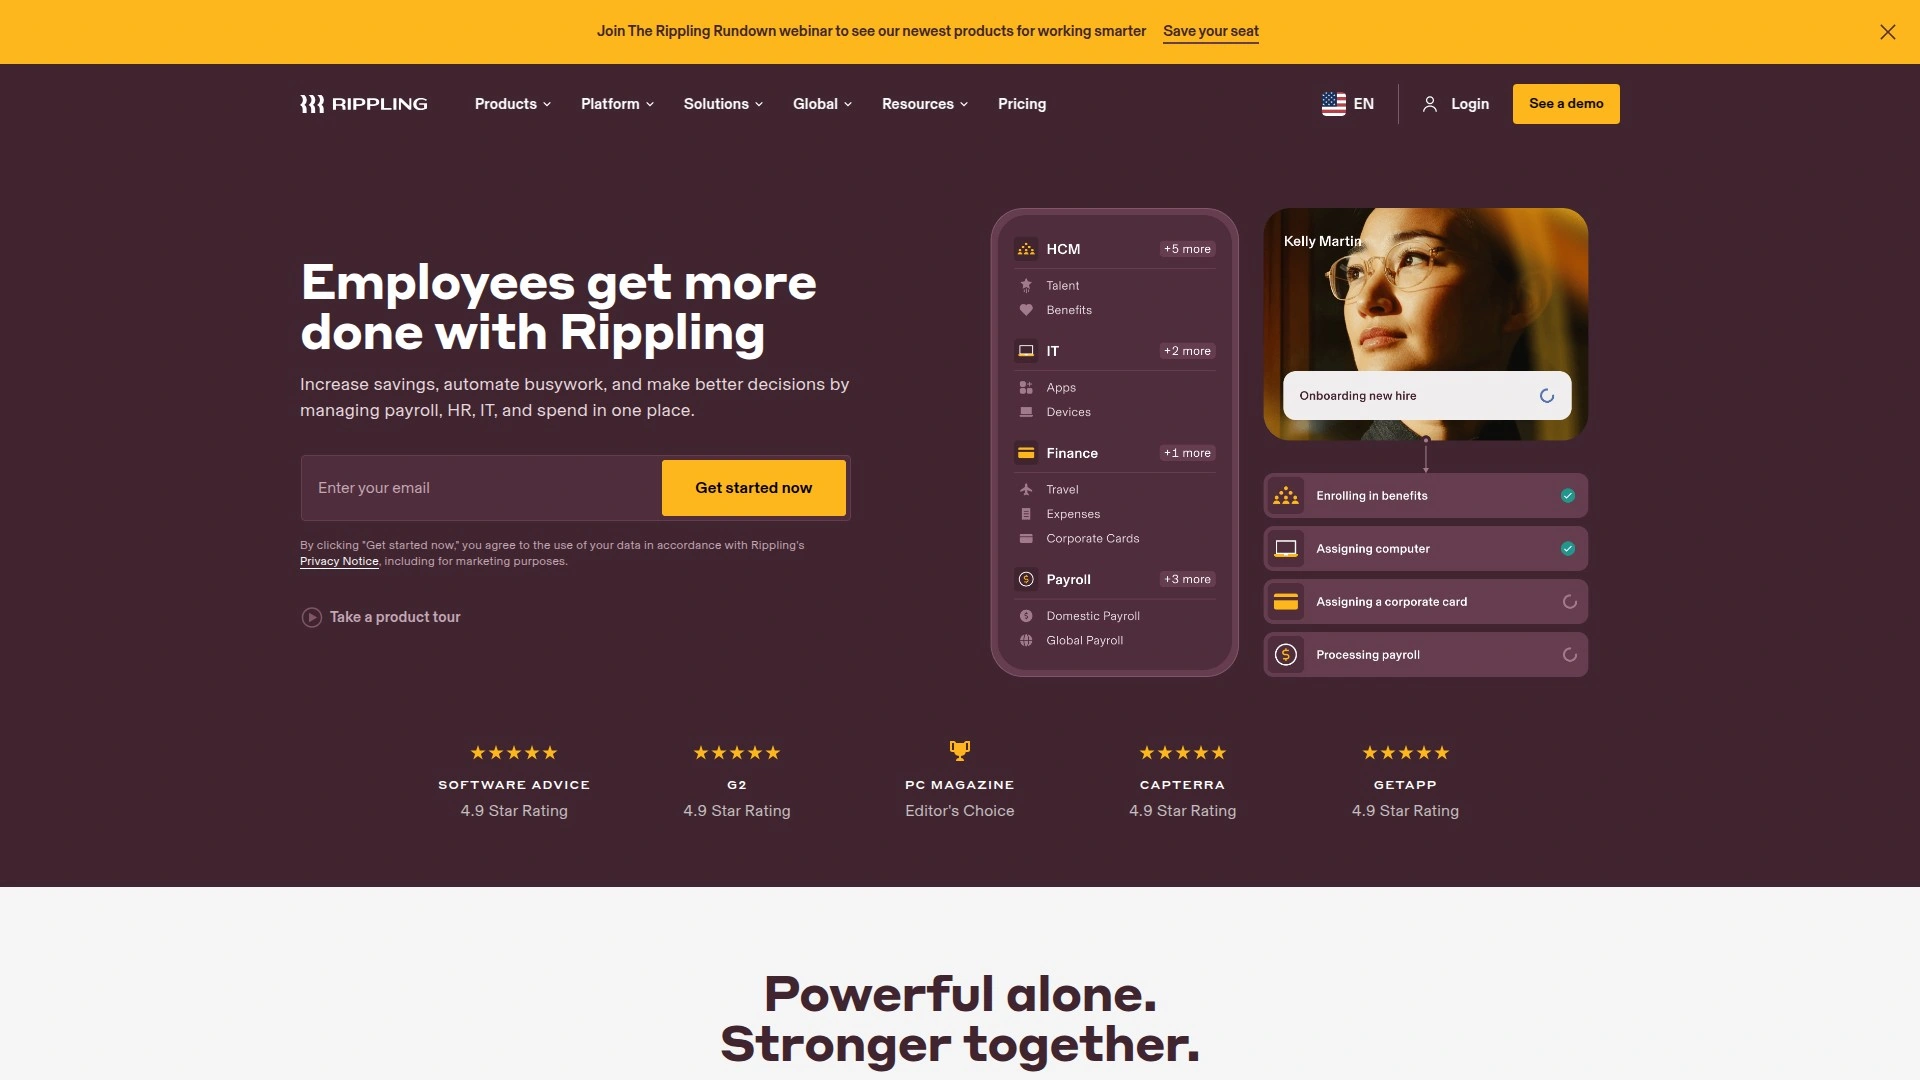 Join The Rippling Rundown webinar to see our newest products for working smarter Save your seat
RIPPLING Products Platform Solutions Global Resources Pricing EN Login See a demo
Employees get more
done with Rippling
Increase savings, automate busywork, and make better decisions by
managing payroll, HR, IT, and spend in one place.
Enter your email Get started now
By clicking "Get started now," you agree to the use of your data in accordance with Rippling's
Privacy Notice, including for marketing purposes.
Take a product tour
HCM +5 more
Talent
Benefits
IT +2 more
Apps
Devices
Finance +1 more
Travel
Expenses
Corporate Cards
Payroll +3 more
Domestic Payroll
Global Payroll
Kelly Martin
Onboarding new hire
Enrolling in benefits
Assigning computer
Assigning a corporate card
Processing payroll
SOFTWARE ADVICE
4.9 Star Rating
G2
4.9 Star Rating
PC MAGAZINE
Editor's Choice
CAPTERRA
4.9 Star Rating
GETAPP
4.9 Star Rating
Powerful alone.
Stronger together.